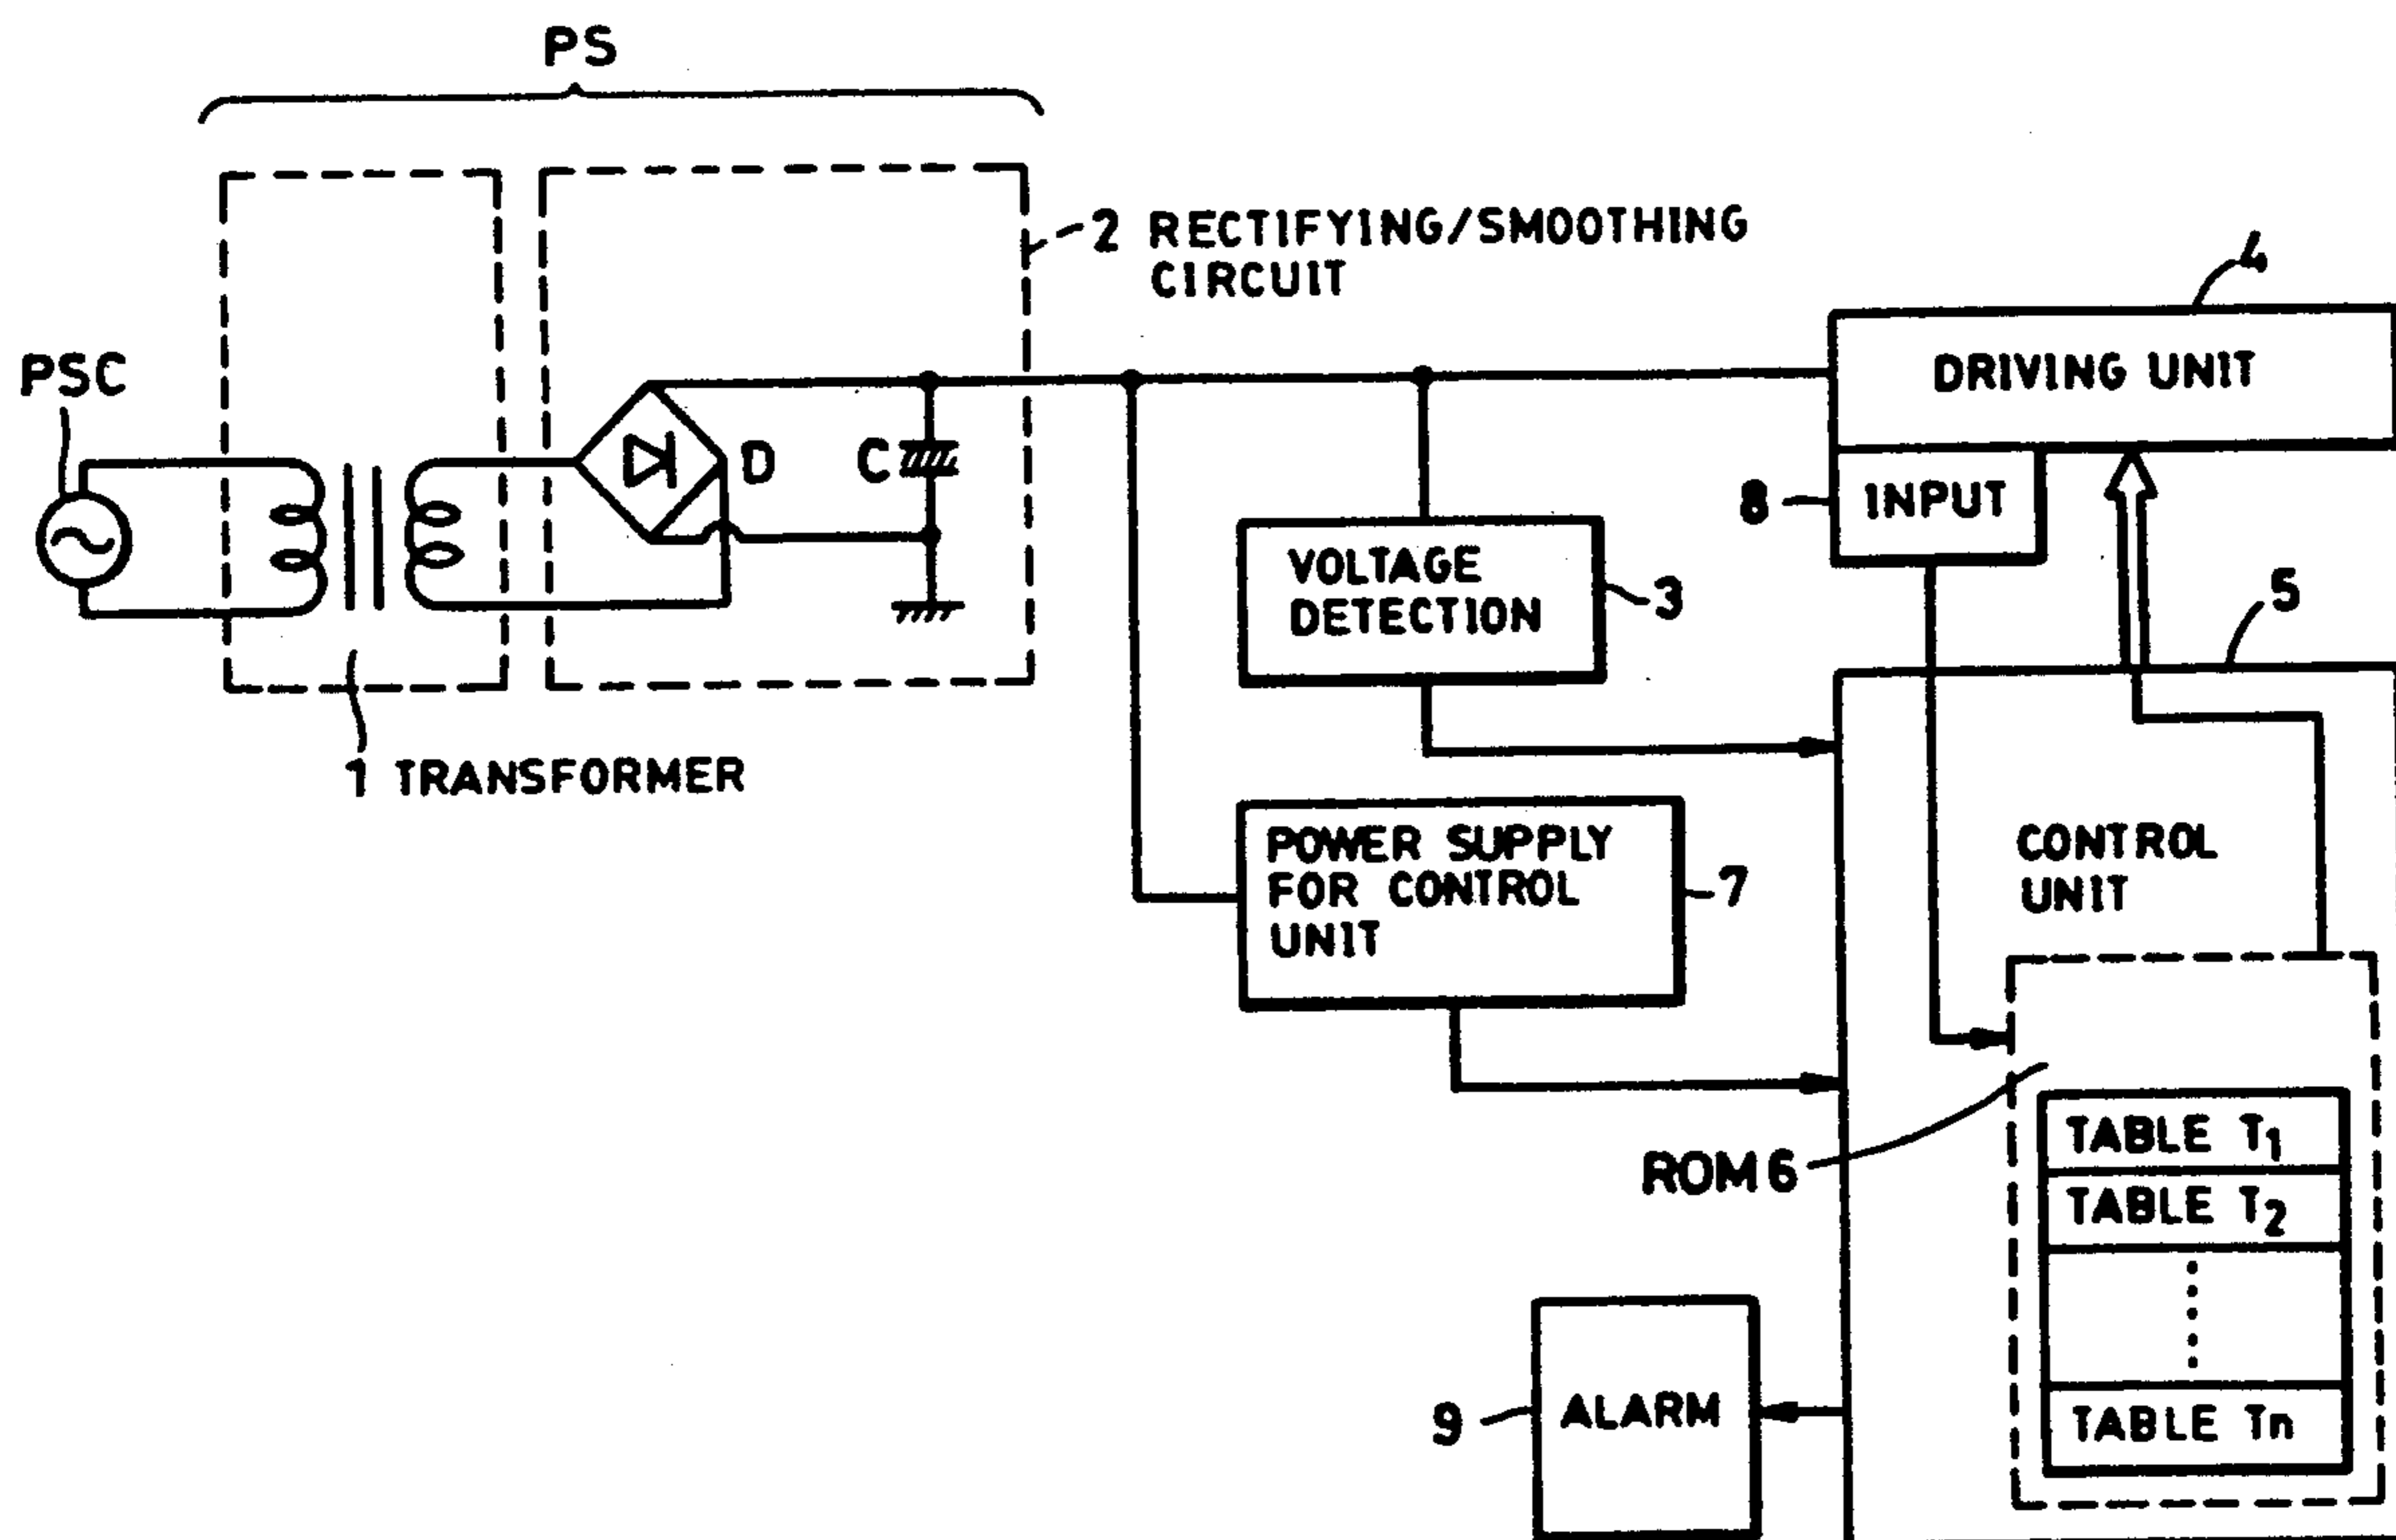 PS
2 RECTIFYING/SMOOTHING
CIRCUIT
4
PSC
DRIVING UNIT
D
C
8
INPUT
VOLTAGE
DETECTION
3
5
1 TRANSFORMER
POWER SUPPLY
FOR CONTROL
UNIT
7
CONTROL
UNIT
ROM 6
TABLE T1
TABLE T2
TABLE Tn
9
ALARM